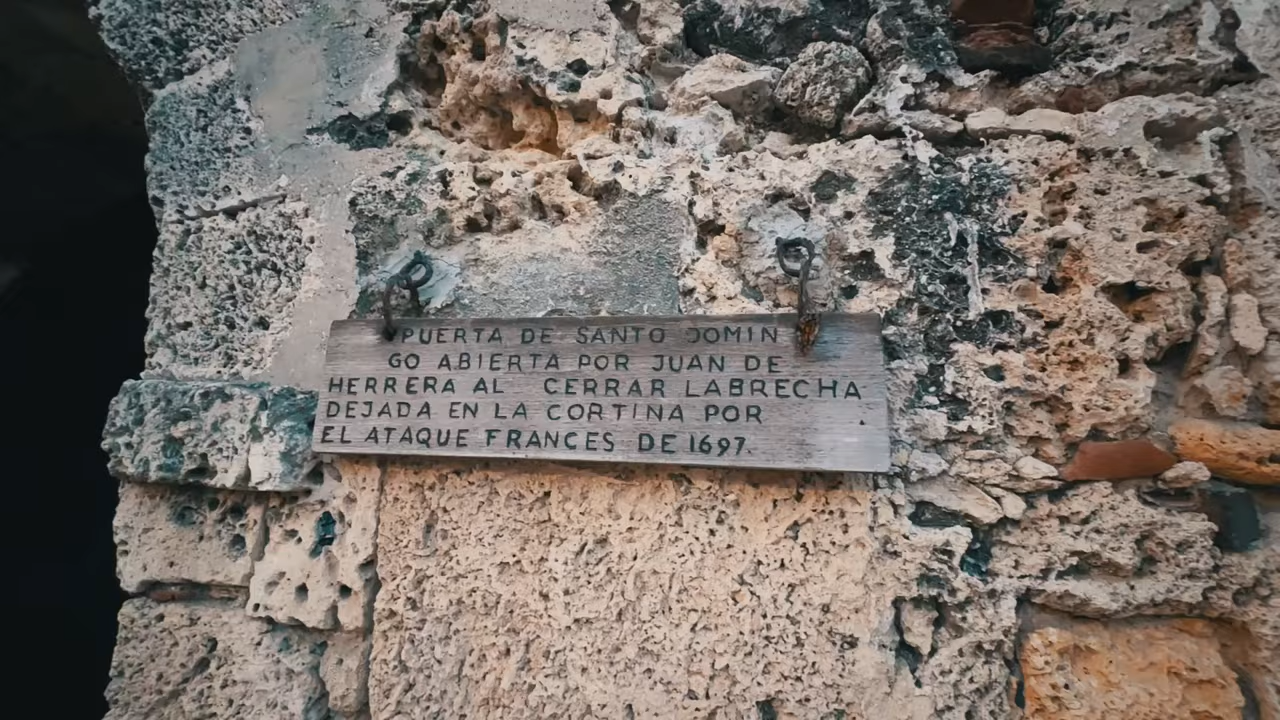 PUERTA DE SANTO DOMIN
GO ABIERTA POR JUAN DE
HERRERA AL CERRAR LABRECHA
DEJADA EN LA CORTINA POR
EL ATAQUE FRANCES DE 1697.